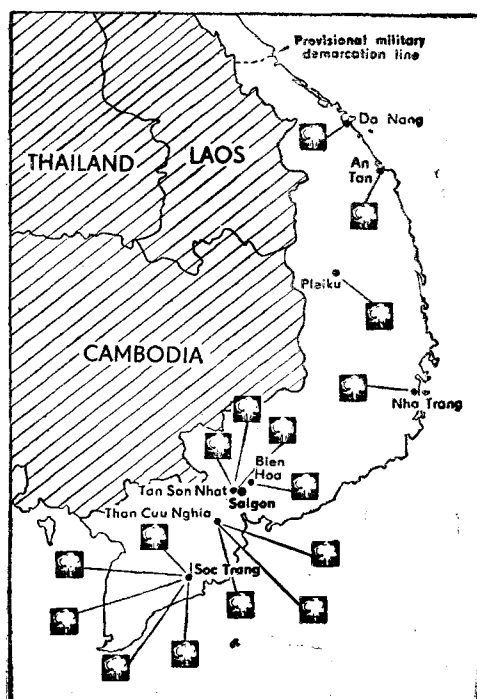 Provisional military
demarcation line
Da Nang
THAILAND
LAOS
An
Tan
Pleiku
CAMBODIA
Nha Trang
Bien
Hoa
Tan Son Nhat
Saigon
Than Cuu Nghia
Soc Trang